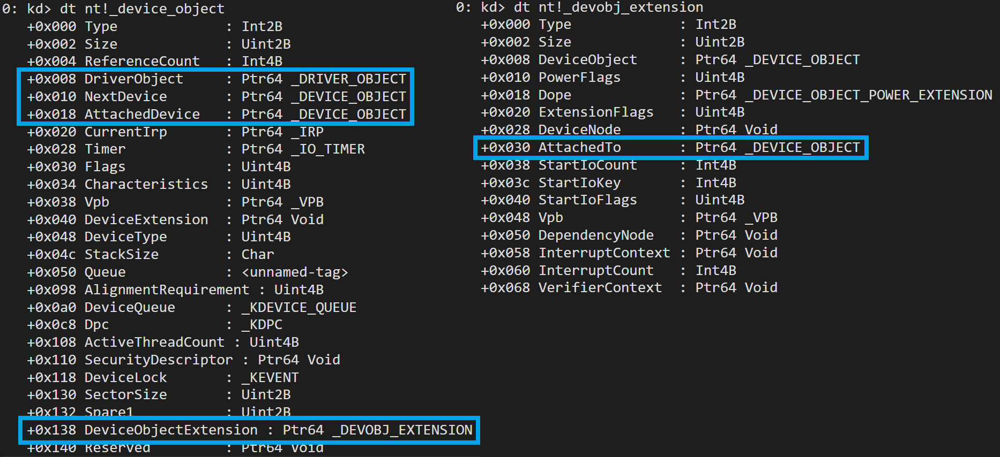 0: kd> dt nt!_device_object
+0x000 Type : Int2B
+0x002 Size : Uint2B
+0x004 ReferenceCount : Int4B
+0x008 DriverObject : Ptr64 _DRIVER_OBJECT
+0x010 NextDevice : Ptr64 _DEVICE_OBJECT
+0x018 AttachedDevice : Ptr64 _DEVICE_OBJECT
+0x020 CurrentIrp : Ptr64 _IRP
+0x028 Timer : Ptr64 _IO_TIMER
+0x030 Flags : Uint4B
+0x034 Characteristics : Uint4B
+0x038 Vpb : Ptr64 _VPB
+0x040 DeviceExtension : Ptr64 Void
+0x048 DeviceType : Uint4B
+0x04c StackSize : Char
+0x050 Queue : <unnamed-tag>
+0x098 AlignmentRequirement : Uint4B
+0x0a0 DeviceQueue : _KDEVICE_QUEUE
+0x0c8 Dpc : _KDPC
+0x108 ActiveThreadCount : Uint4B
+0x110 SecurityDescriptor : Ptr64 Void
+0x118 DeviceLock : _KEVENT
+0x130 SectorSize : Uint2B
+0x132 Spare1 : Uint2B
+0x138 DeviceObjectExtension : Ptr64 _DEVOBJ_EXTENSION
+0x140 Reserved : Ptr64 Void
0: kd> dt nt!_devobj_extension
+0x000 Type : Int2B
+0x002 Size : Uint2B
+0x008 DeviceObject : Ptr64 _DEVICE_OBJECT
+0x010 PowerFlags : Uint4B
+0x018 Dope : Ptr64 _DEVICE_OBJECT_POWER_EXTENSION
+0x020 ExtensionFlags : Uint4B
+0x028 DeviceNode : Ptr64 Void
+0x030 AttachedTo : Ptr64 _DEVICE_OBJECT
+0x038 StartIoCount : Int4B
+0x03c StartIoKey : Int4B
+0x040 StartIoFlags : Uint4B
+0x048 Vpb : Ptr64 _VPB
+0x050 DependencyNode : Ptr64 Void
+0x058 InterruptContext : Ptr64 Void
+0x060 InterruptCount : Int4B
+0x068 VerifierContext : Ptr64 Void